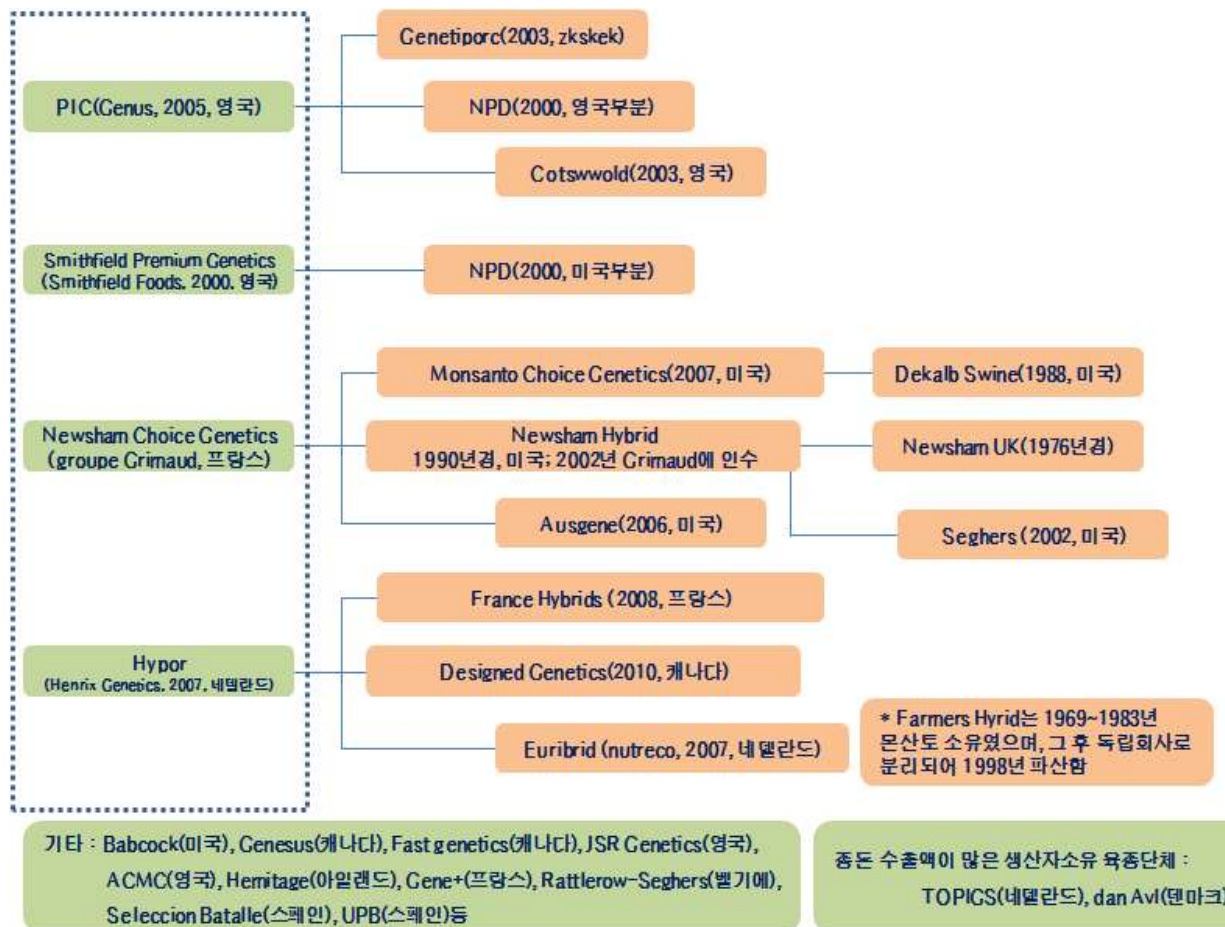 Genetiporc(2003, zkskek)
PIC(Genus, 2005, 영국)
NPD(2000, 영국부분)
Cotswwold(2003, 영국)
Smithfield Premium Genetics
(Smithfield Foods, 2000, 영국)
NPD(2000, 미국부분)
Monsanto Choice Genetics(2007, 미국)
Dekalb Swine(1988, 미국)
Newsham Choice Genetics
(groupe Grimaud, 프랑스)
Newsham Hybrid
1990년경, 미국; 2002년 Grimaud에 인수
Newsham UK(1976년경)
Ausgene(2006, 미국)
Seghers (2002, 미국)
France Hybrids (2008, 프랑스)
Hypor
(Henrix Genetics, 2007, 네델란드)
Designed Genetics(2010, 캐나다)
Euribrid (nutreco, 2007, 네델란드)
* Farmers Hyrid는 1969~1983년
몬산토 소유였으며, 그 후 독립회사로
분리되어 1998년 파산함
기타 : Babcock(미국), Genesus(캐나다), Fast genetics(캐나다), JSR Genetics(영국),
ACMC(영국), Hemitage(아일랜드), Gene+(프랑스), Rattlerow-Seghers(벨기에),
Seleccion Batalle(스페인), UPB(스페인)등
종돈 수출액이 많은 생산자소유 육종단체 :
TOPIGS(네델란드), dan Avl(덴마크)